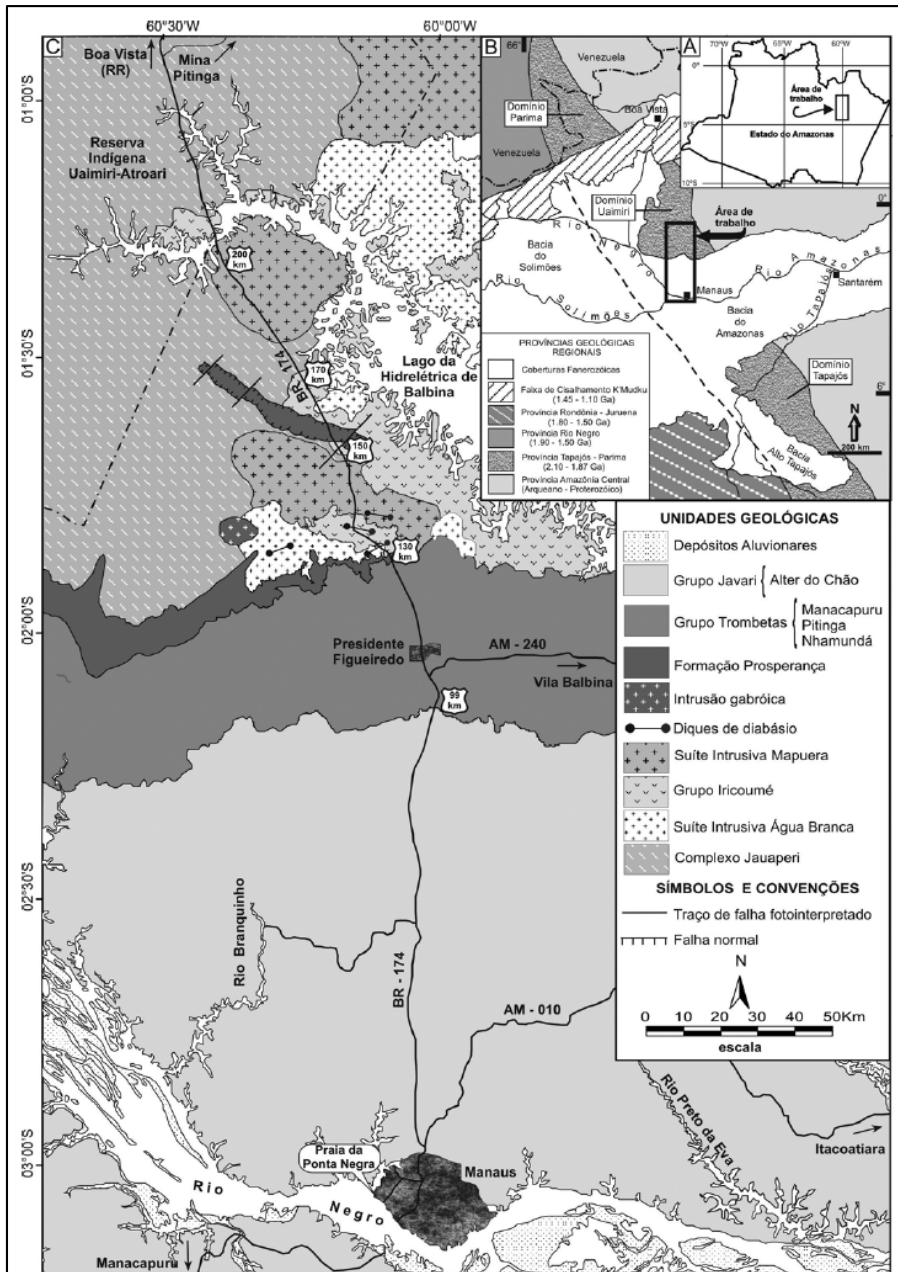 60°30'W
60°00'W
C
Boa Vista
(RR)
Mina
Pitinga
01°00'S
Reserva
Indígena
Uaimiri-Atroari
200
km
BR - 174
01°30'S
170
km
Lago da
Hidrelétrica de
Balbina
150
km
130
km
02°00'S
Presidente
Figueiredo
AM - 240
Vila Balbina
99
km
02°30'S
Rio Branquinho
BR - 174
AM - 010
03°00'S
Praia da
Ponta Negra
Manaus
Rio
Negro
Manacapuru
Rio Preto da Eva
Itacoatiara
B
66°
Venezuela
Boa Vista
Domínio
Parima
Venezuela
Domínio
Uaimiri
Área de
trabalho
0°
Rio Negro
Bacia
do
Solimões
Rio Solimões
Manaus
Rio Amazonas
Santarém
Bacia do
Amazonas
Rio Tapajós
Domínio
Tapajós
6°
N
200 km
Bacia
Alto Tapajós
PROVÍNCIAS GEOLÓGICAS
REGIONAIS
Coberturas Fanerozóicas
Faixa de Cisalhamento K'Mudku
(1.45 - 1.10 Ga)
Província Rondônia - Juruena
(1.80 - 1.50 Ga)
Província Rio Negro
(1.90 - 1.50 Ga)
Província Tapajós - Parima
(2.10 - 1.87 Ga)
Província Amazônia Central
(Arqueano - Proterozóico)
A
70°W
65°W
60°W
0°
Área de
trabalho
5°S
Estado do Amazonas
10°S
UNIDADES GEOLÓGICAS
Depósitos Aluvionares
Grupo Javari { Alter do Chão
Grupo Trombetas { Manacapuru
Pitinga
Nhamundá
Formação Prosperança
Intrusão gabróica
Diques de diabásio
Suíte Intrusiva Mapuera
Grupo Iricoumé
Suíte Intrusiva Água Branca
Complexo Jauaperi
SÍMBOLOS E CONVENÇÕES
Traço de falha fotointerpretado
Falha normal
N
0 10 20 30 40 50Km
escala